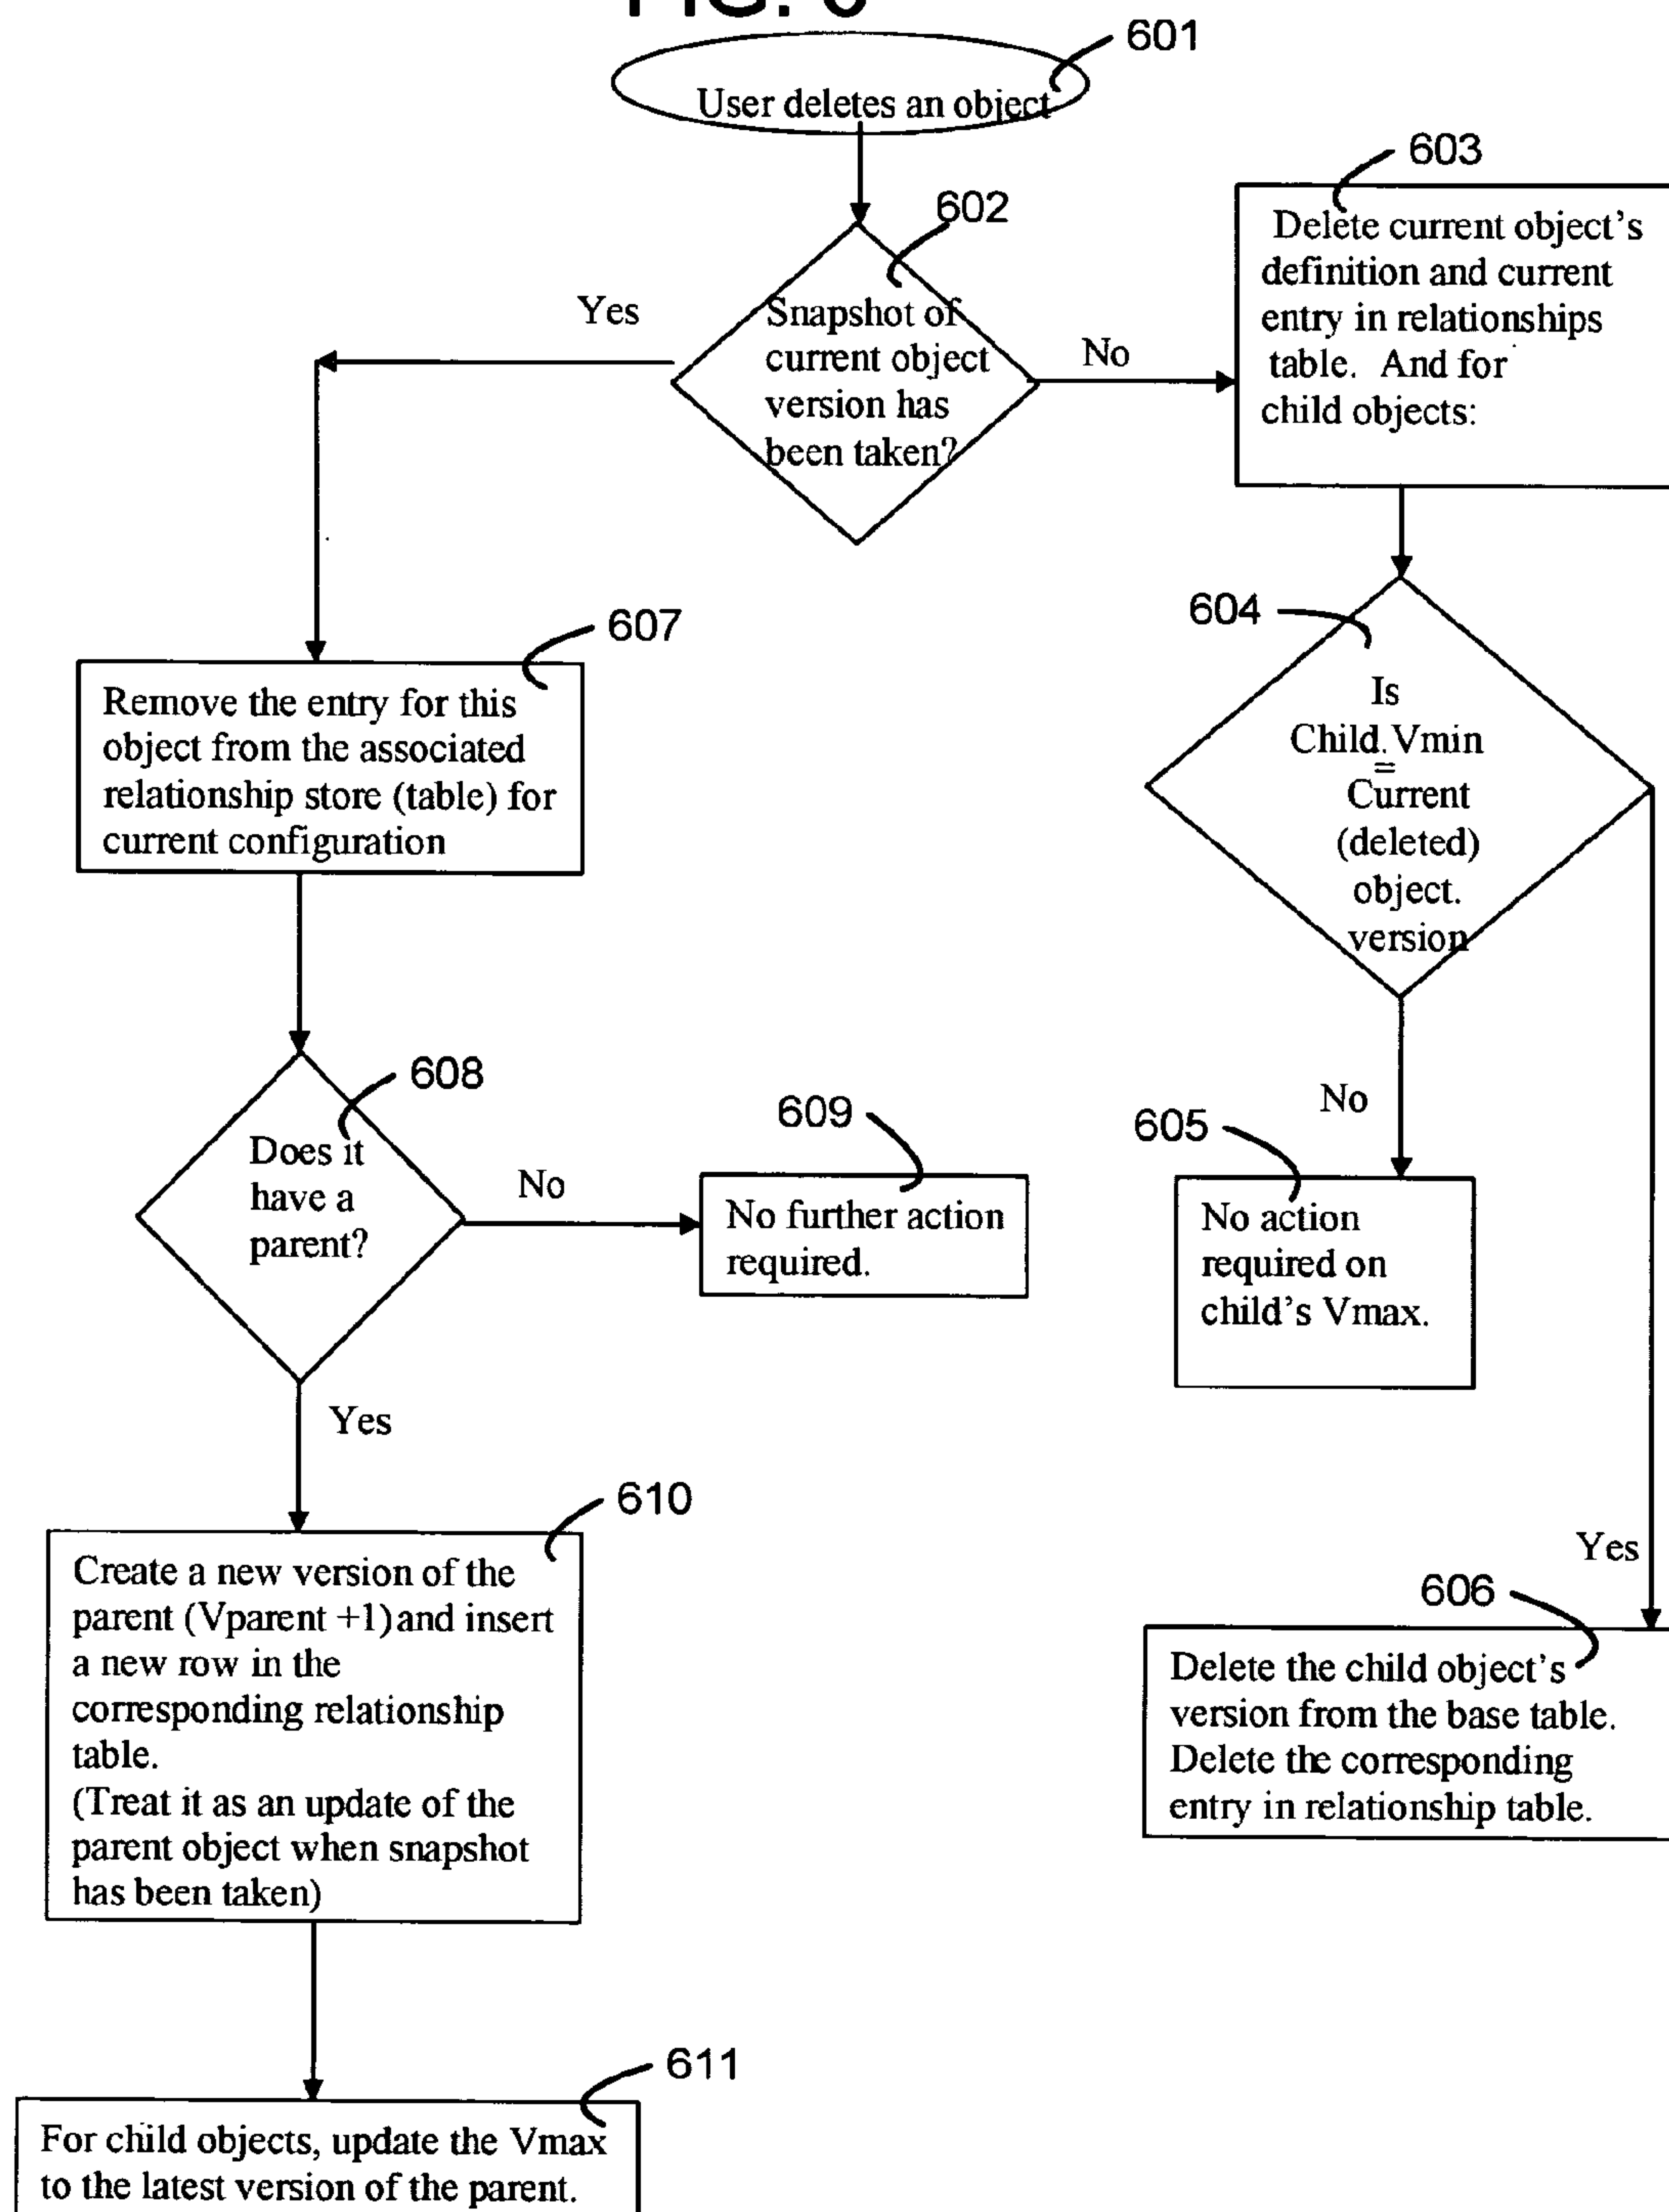 FIG. 6
601
User deletes an object
602
Snapshot of
current object
version has
been taken?
Yes
No
603
Delete current object's
definition and current
entry in relationships
table. And for
child objects:
604
Is
Child.Vmin
=
Current
(deleted)
object.
version
No
Yes
605
No action
required on
child's Vmax.
606
Delete the child object's
version from the base table.
Delete the corresponding
entry in relationship table.
607
Remove the entry for this
object from the associated
relationship store (table) for
current configuration
608
Does it
have a
parent?
No
609
No further action
required.
Yes
610
Create a new version of the
parent (Vparent +1) and insert
a new row in the
corresponding relationship
table.
(Treat it as an update of the
parent object when snapshot
has been taken)
611
For child objects, update the Vmax
to the latest version of the parent.